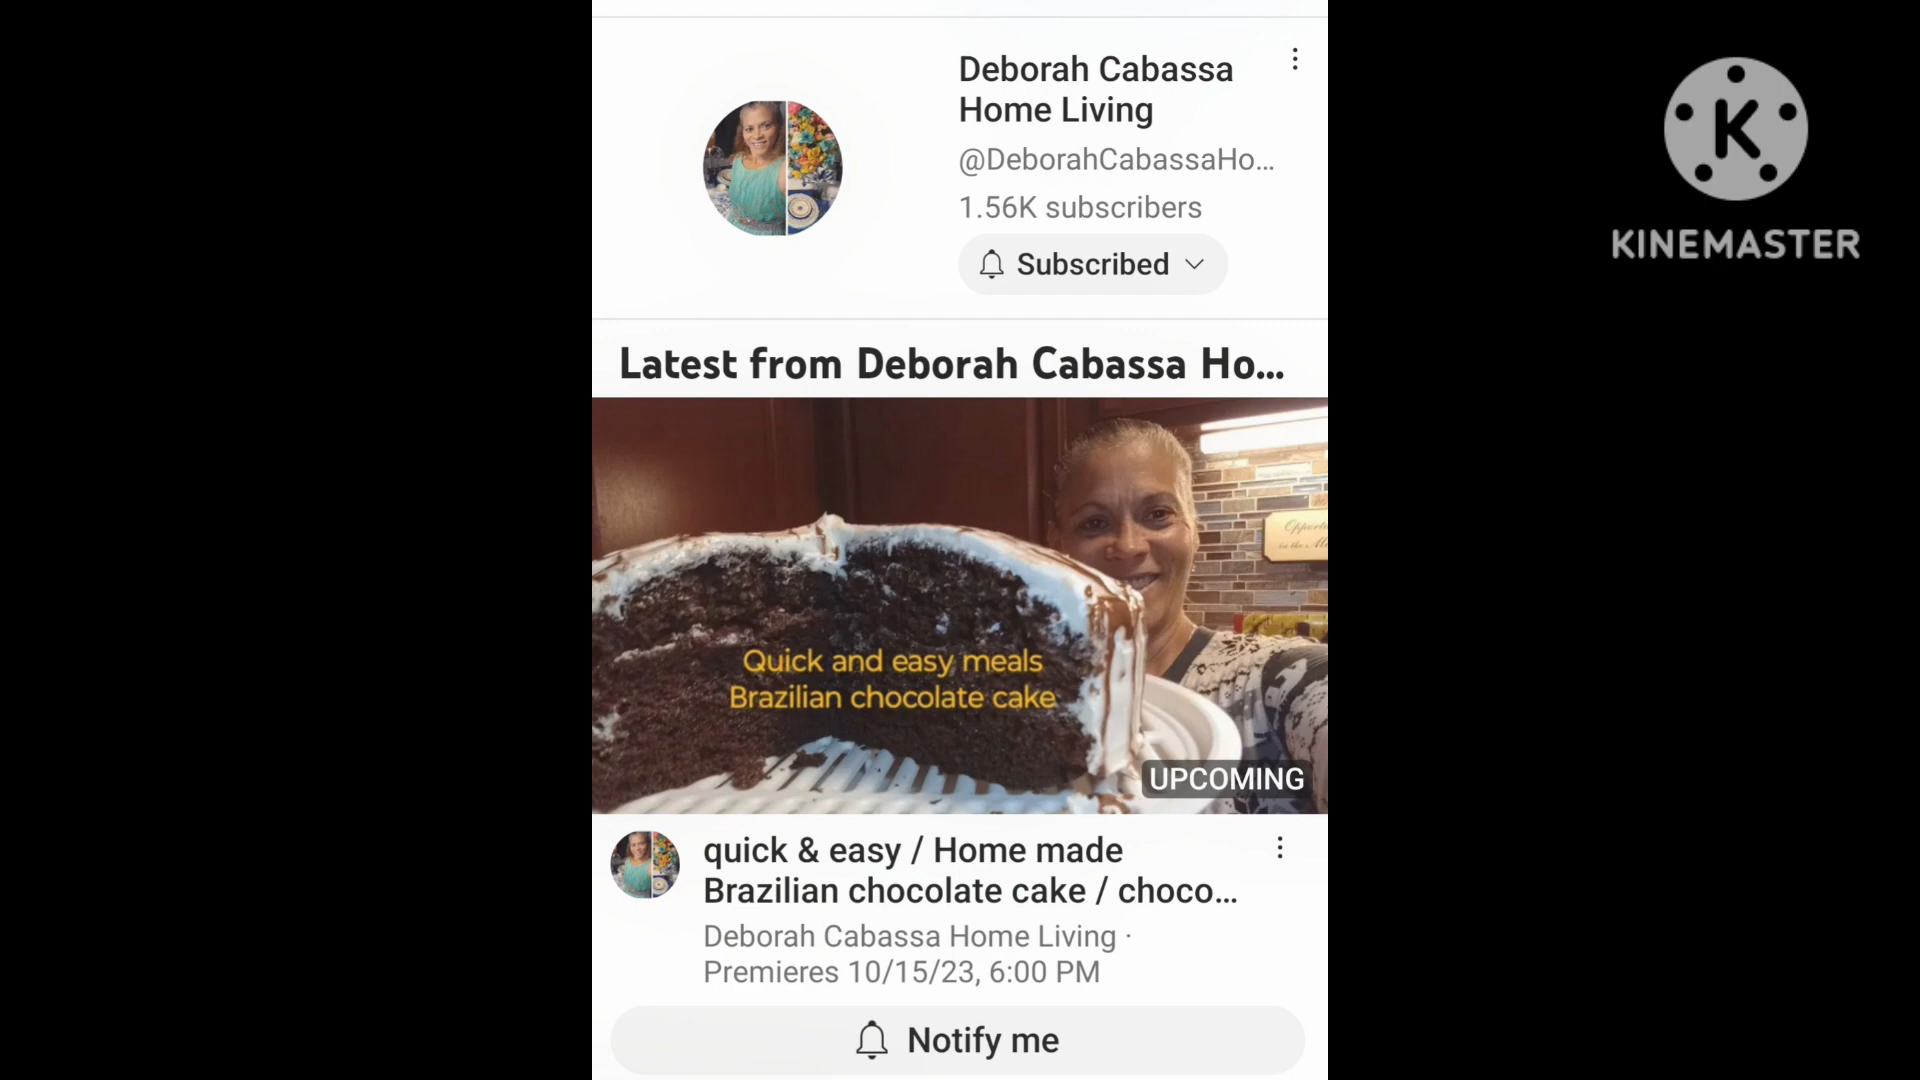 Deborah Cabassa
Home Living
@DeborahCabassaHo...
1.56K subscribers
Subscribed
K
KINEMASTER
Latest from Deborah Cabassa Ho...
Quick and easy meals
Brazilian chocolate cake
UPCOMING
quick & easy / Home made
Brazilian chocolate cake / choco...
Deborah Cabassa Home Living ·
Premieres 10/15/23, 6:00 PM
Notify me